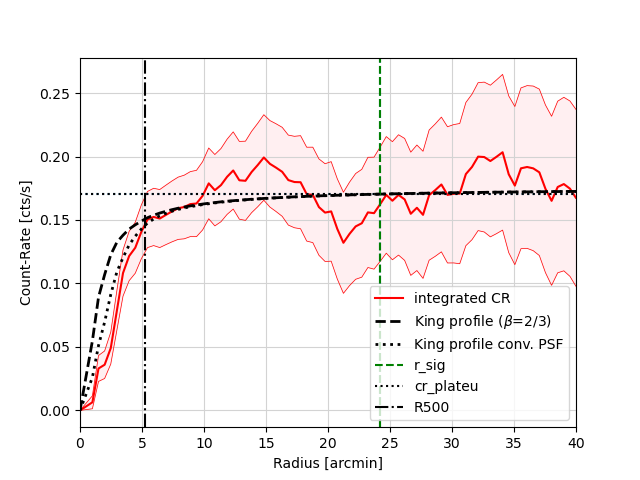 0.25
0.20
0.15
0.10
0.05
0.00
Count-Rate [cts/s]
integrated CR
King profile (β=2/3)
King profile conv. PSF
r_sig
cr_plateu
R500
0 5 10 15 20 25 30 35 40
Radius [arcmin]